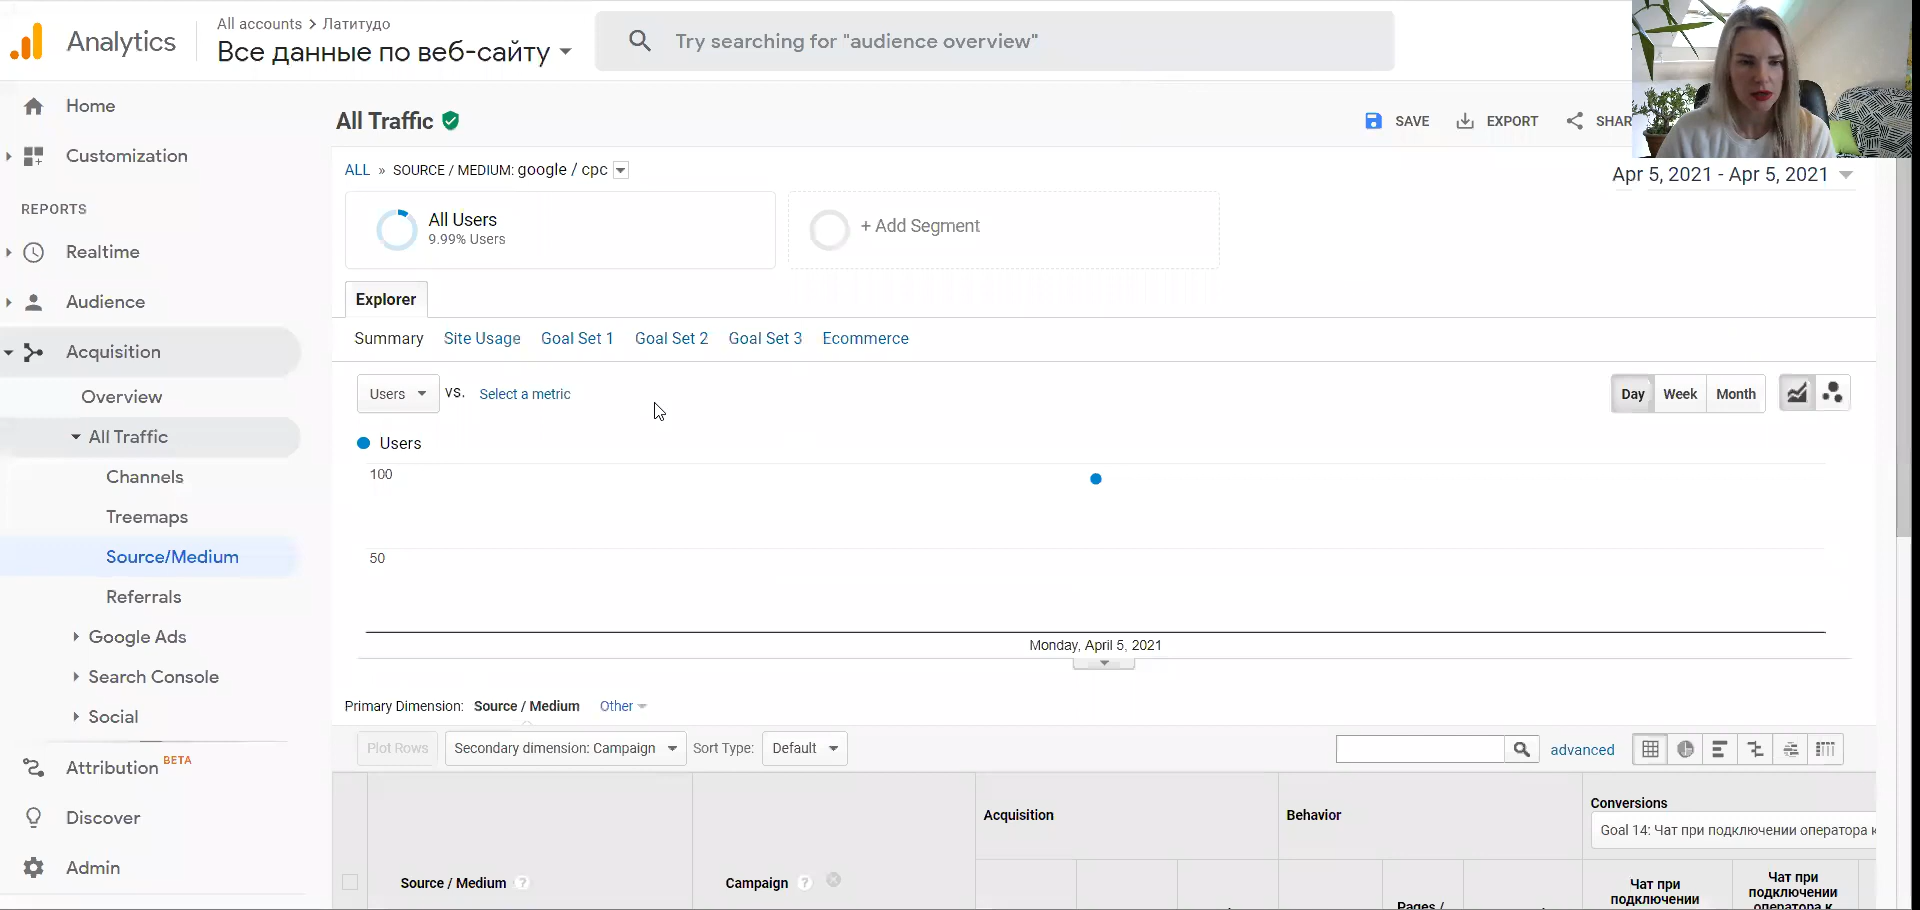 Analytics
All accounts > Латитудо
Все данные по веб-сайту
Try searching for "audience overview"
Home
Customization
REPORTS
Realtime
Audience
Acquisition
Overview
All Traffic
Channels
Treemaps
Source/Medium
Referrals
Google Ads
Search Console
Social
Attribution BETA
Discover
Admin
All Traffic
SAVE
EXPORT
SHAR
ALL » SOURCE / MEDIUM: google / cpc
Apr 5, 2021 - Apr 5, 2021
All Users
9.99% Users
+ Add Segment
Explorer
Summary Site Usage Goal Set 1 Goal Set 2 Goal Set 3 Ecommerce
Users VS. Select a metric
Day Week Month
Users
100
50
Monday, April 5, 2021
Primary Dimension: Source / Medium Other
Plot Rows Secondary dimension: Campaign Sort Type: Default
advanced
Acquisition
Behavior
Conversions
Goal 14: Чат при подключении оператора к
Source / Medium ?
Campaign ?
Pages /
Чат при
подключении
Чат при
подключении
оператора к